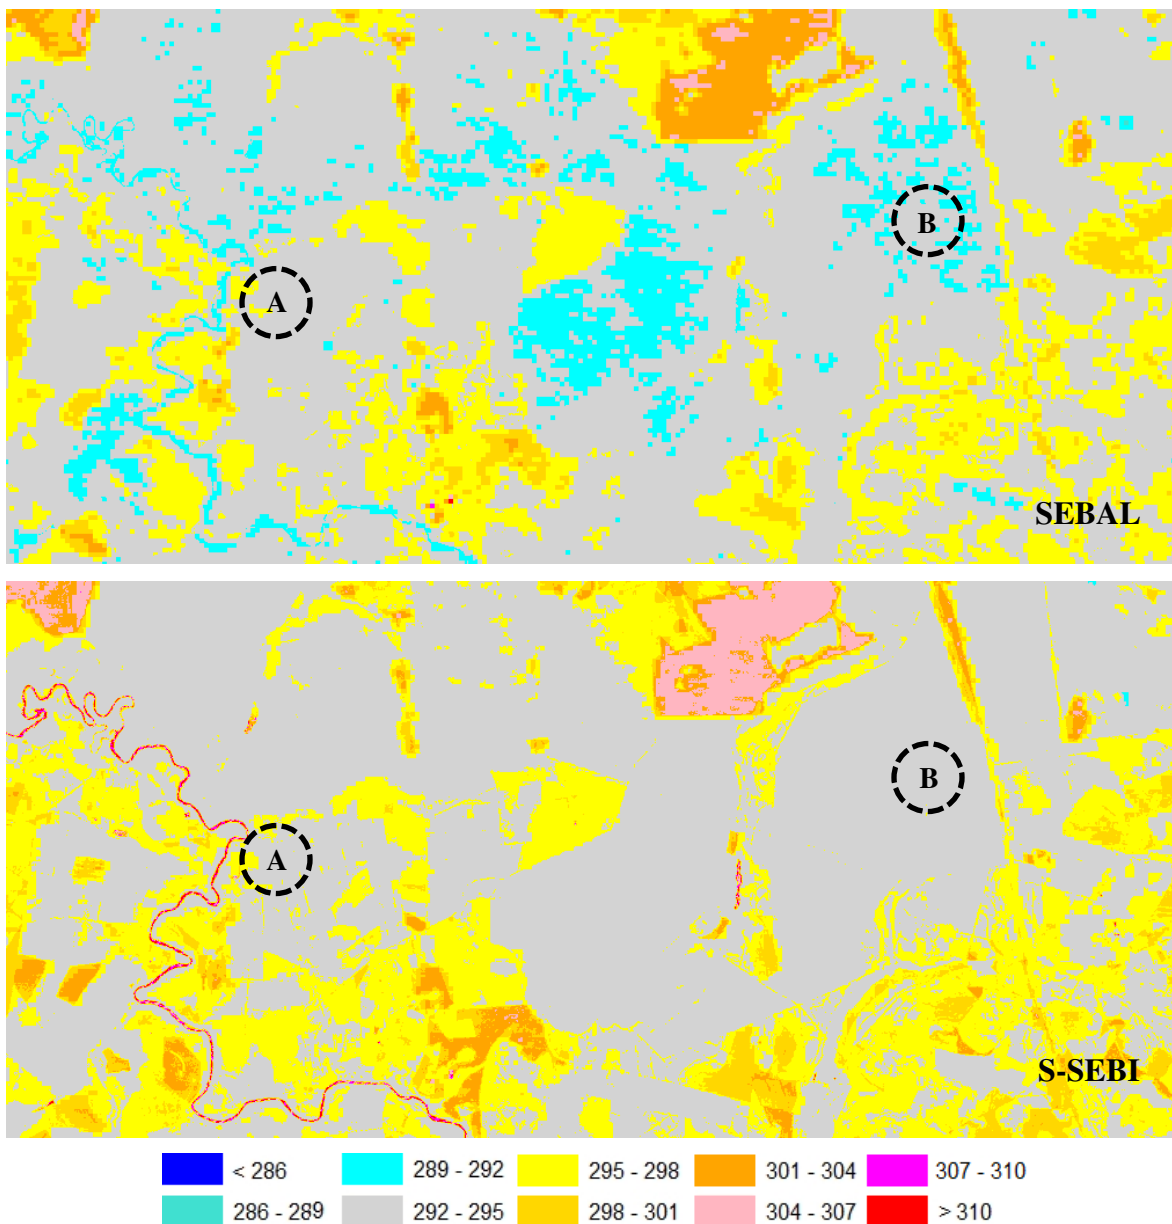 B
A
SEBAL
B
A
S-SEBI
< 286 289 - 292 295 - 298 301 - 304 307 - 310
286 - 289 292 - 295 298 - 301 304 - 307 > 310